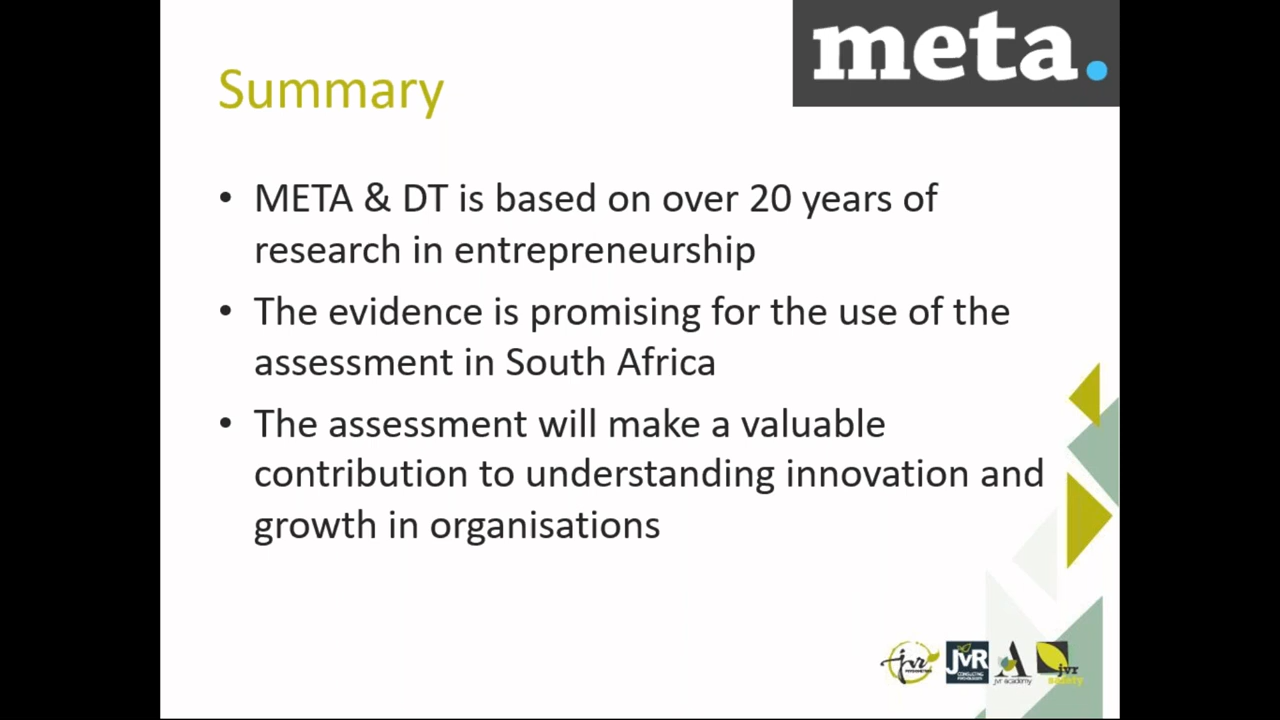 meta.
Summary
• META & DT is based on over 20 years of
research in entrepreneurship
• The evidence is promising for the use of the
assessment in South Africa
• The assessment will make a valuable
contribution to understanding innovation and
growth in organisations
jvr
JvR
jvr academy
jvr
safety